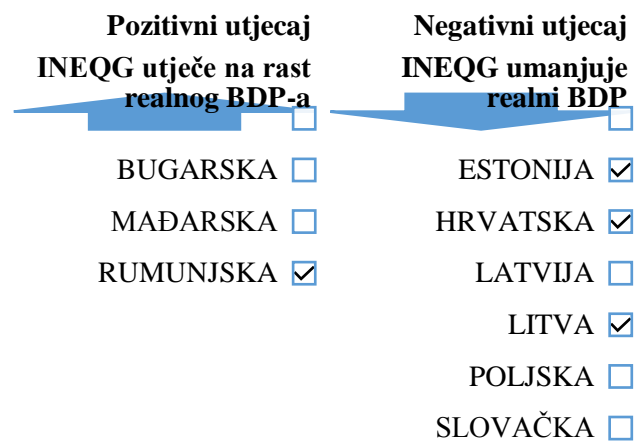 Pozitivni utjecaj
INEQG utječe na rast
realnog BDP-a
BUGARSKA
MAĐARSKA
RUMUNJSKA
Negativni utjecaj
INEQG umanjuje
realni BDP
ESTONIJA
HRVATSKA
LATVIJA
LITVA
POLJSKA
SLOVAČKA